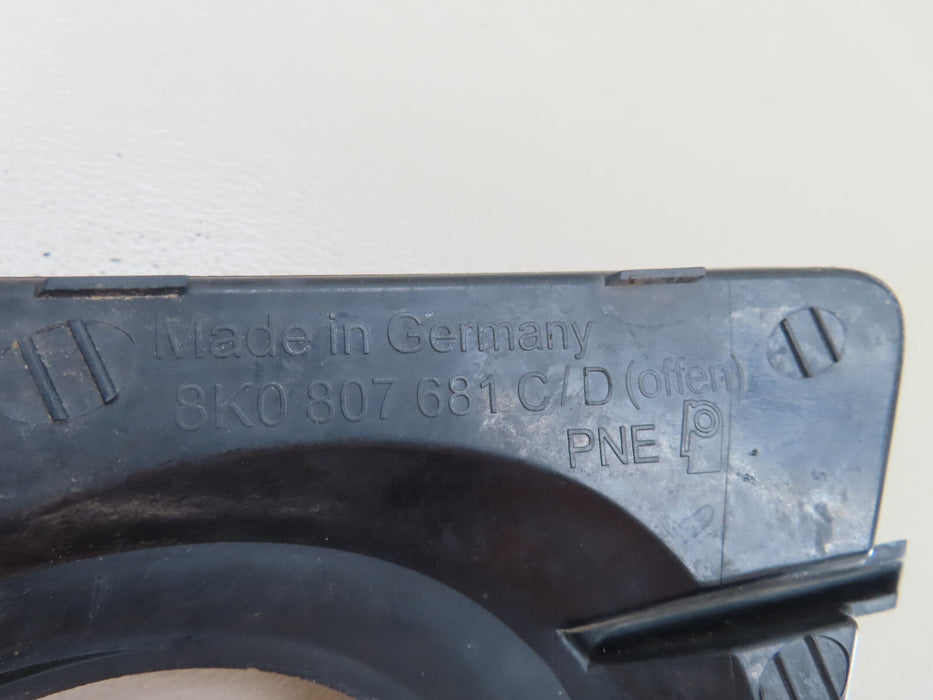 Made in Germany
8K0 807 681 C/D (offen)
PNE